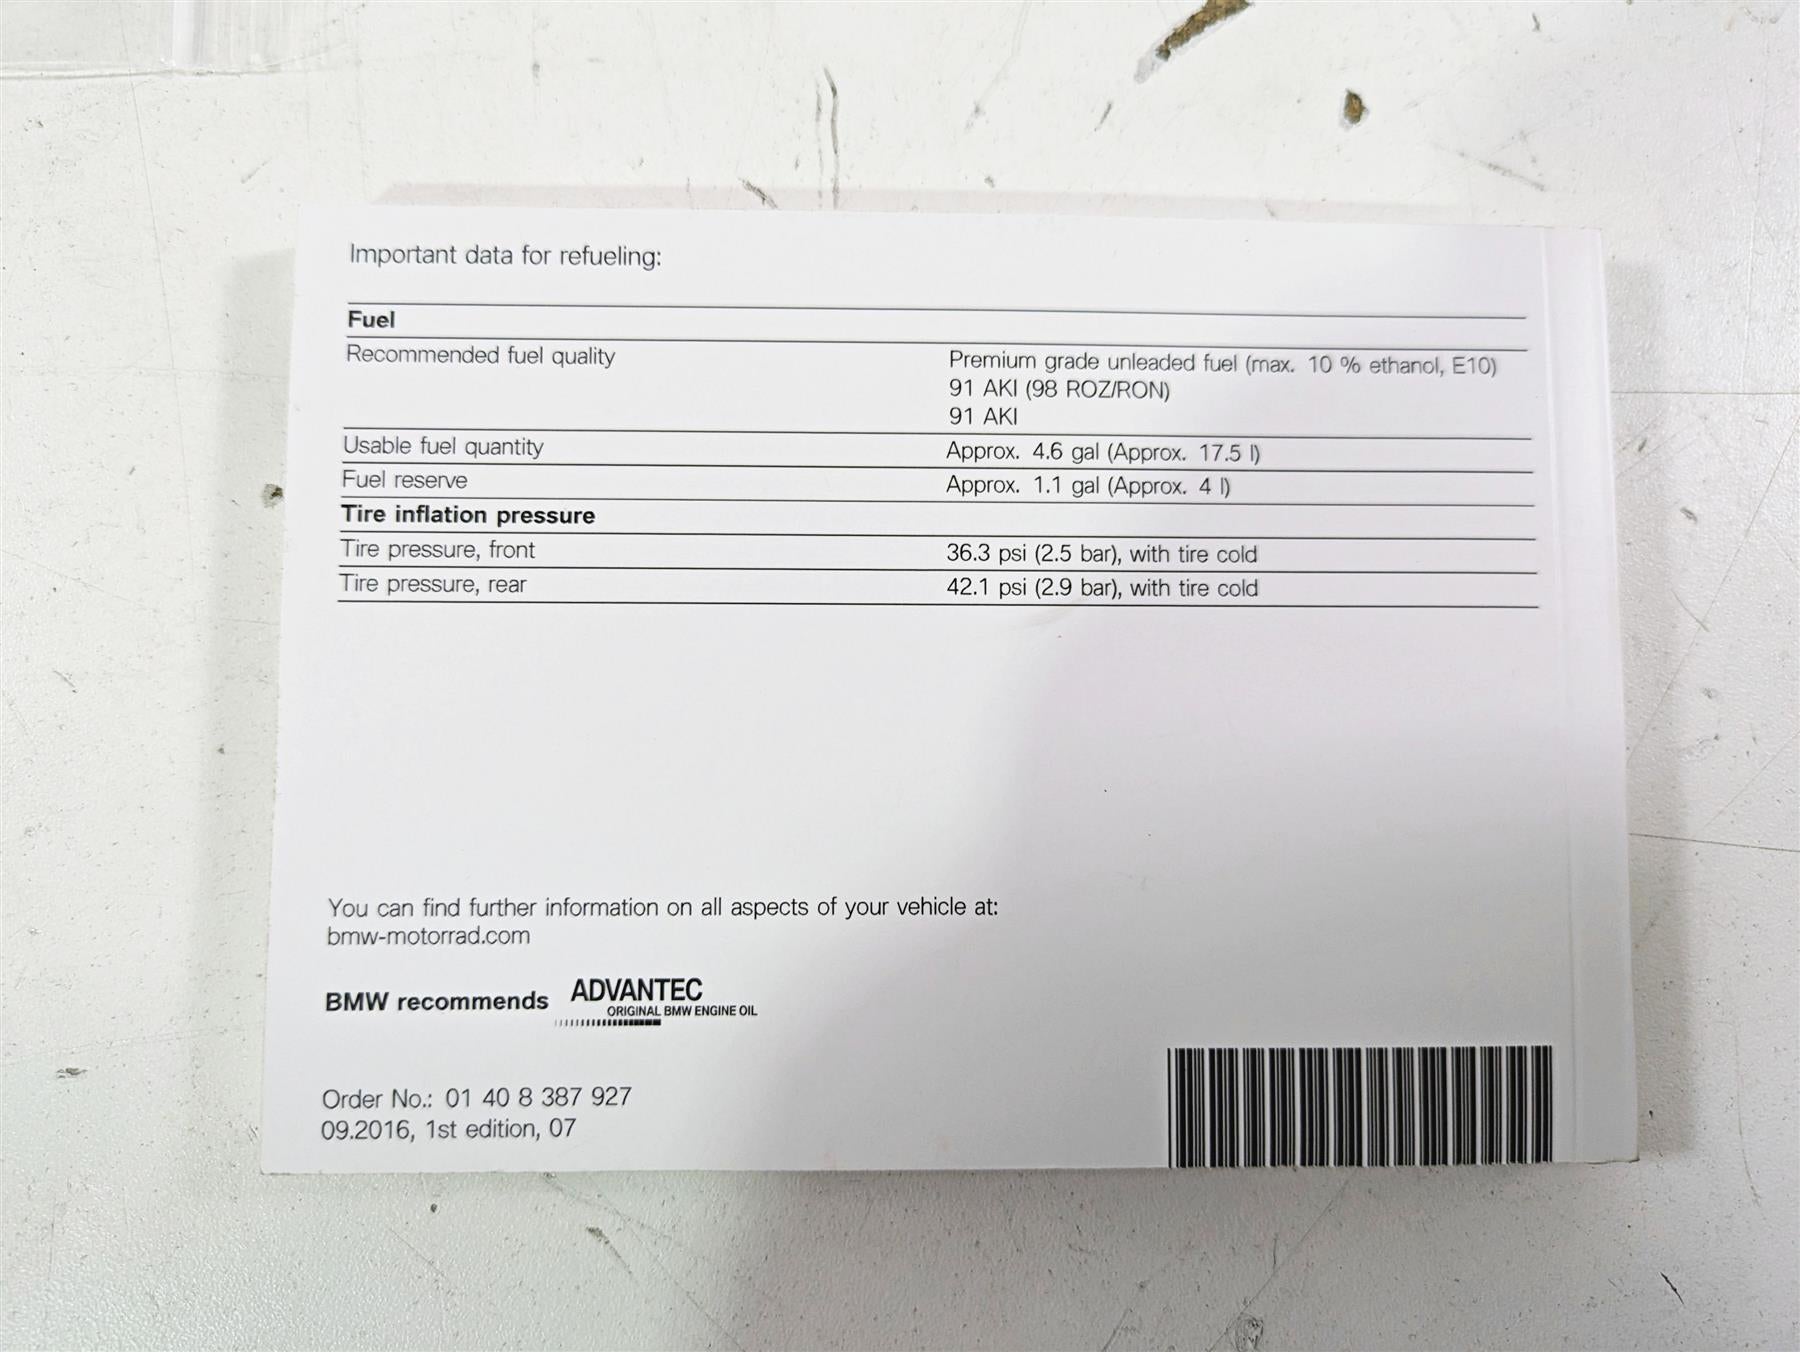 Important data for refueling:
Fuel
Recommended fuel quality Premium grade unleaded fuel (max. 10 % ethanol, E10)
91 AKI (98 ROZ/RON)
91 AKI
Usable fuel quantity Approx. 4.6 gal (Approx. 17.5 l)
Fuel reserve Approx. 1.1 gal (Approx. 4 l)
Tire inflation pressure
Tire pressure, front 36.3 psi (2.5 bar), with tire cold
Tire pressure, rear 42.1 psi (2.9 bar), with tire cold
You can find further information on all aspects of your vehicle at:
bmw-motorrad.com
BMW recommends ADVANTEC
ORIGINAL BMW ENGINE OIL
Order No.: 01 40 8 387 927
09.2016, 1st edition, 07